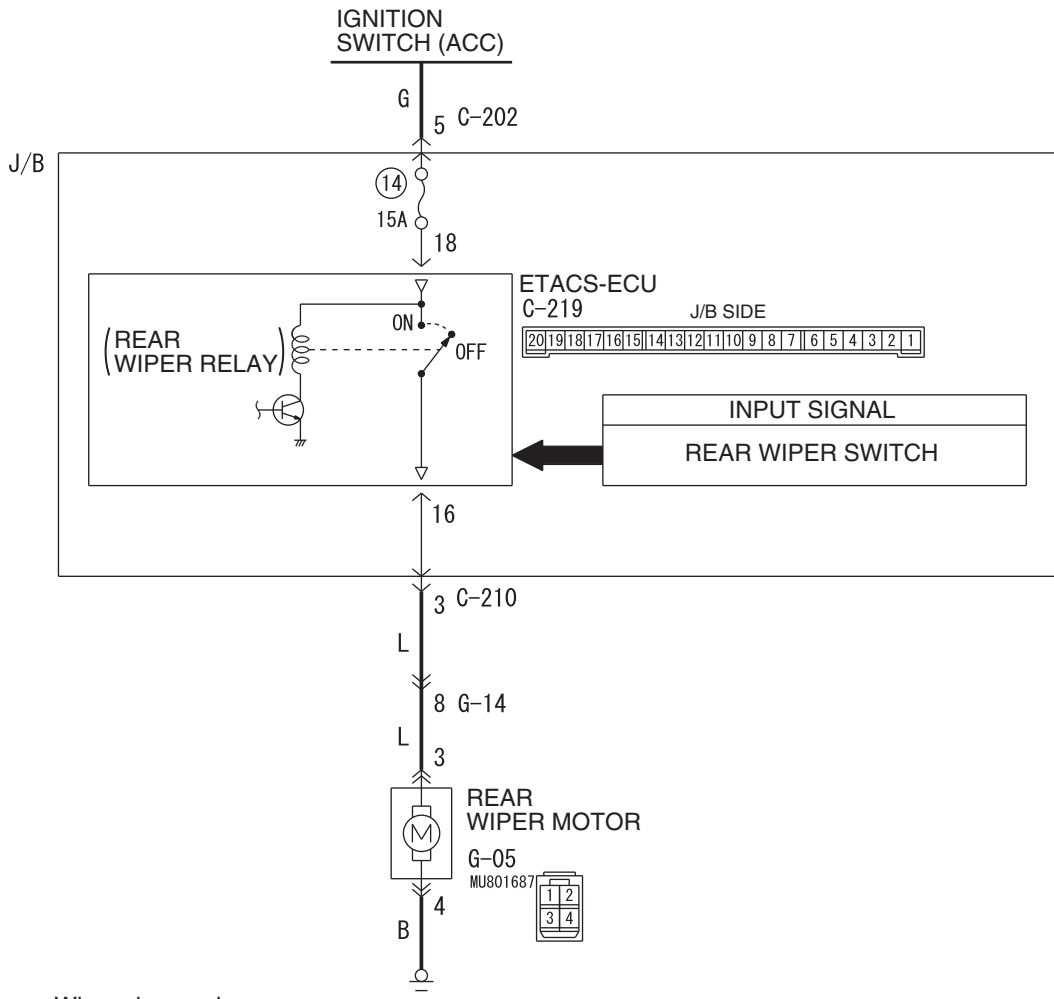 IGNITION
SWITCH (ACC)
G
5 C-202
J/B
14
15A
18
ETACS-ECU
C-219
J/B SIDE
20 19 18 17 16 15 14 13 12 11 10 9 8 7 6 5 4 3 2 1
ON
OFF
(REAR
WIPER RELAY)
INPUT SIGNAL
REAR WIPER SWITCH
16
3 C-210
L
8 G-14
L
3
REAR
WIPER MOTOR
M
G-05
MU801687
1 2
3 4
4
B